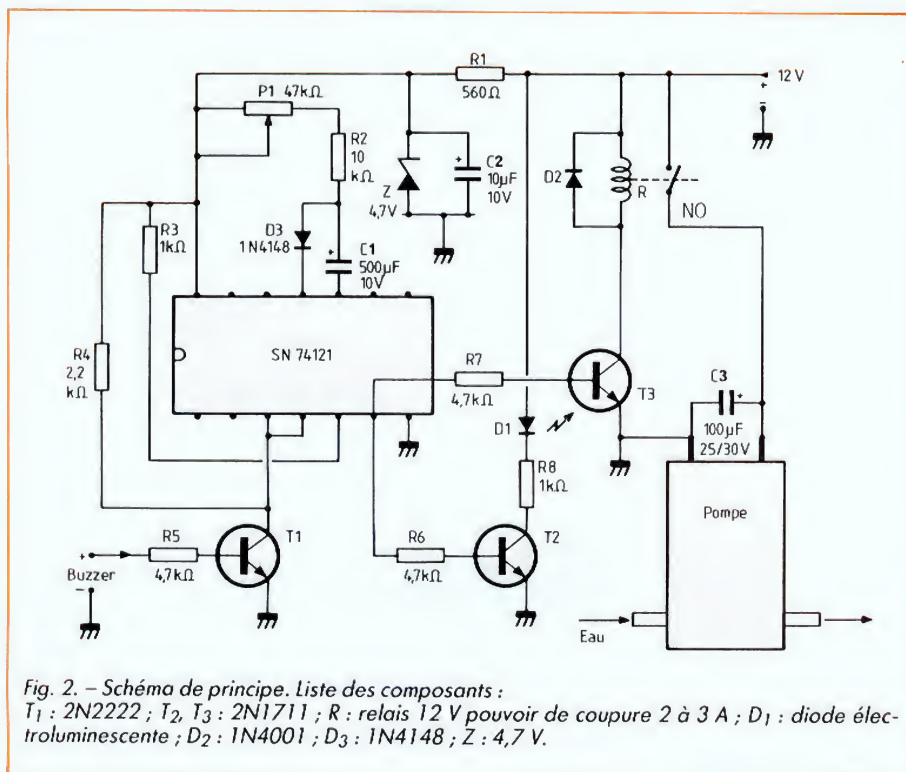 R1
560Ω
12 V
+
−
P1 47kΩ
R2
10
kΩ
Z
4,7V
+
C2
10µF
10V
D2
R
NO
R3
1kΩ
D3
1N4148
+
C1
500µF
10V
R4
2,2
kΩ
SN 74121
R7
4,7kΩ
T3
C3
+
100µF
25/30V
D1
R8
1kΩ
Pompe
T1
T2
R5
4,7kΩ
R6
4,7kΩ
+
Buzzer
−
Eau
Fig. 2. – Schéma de principe. Liste des composants :
T1 : 2N2222 ; T2, T3 : 2N1711 ; R : relais 12 V pouvoir de coupure 2 à 3 A ; D1 : diode élec-
troluminescente ; D2 : 1N4001 ; D3 : 1N4148 ; Z : 4,7 V.